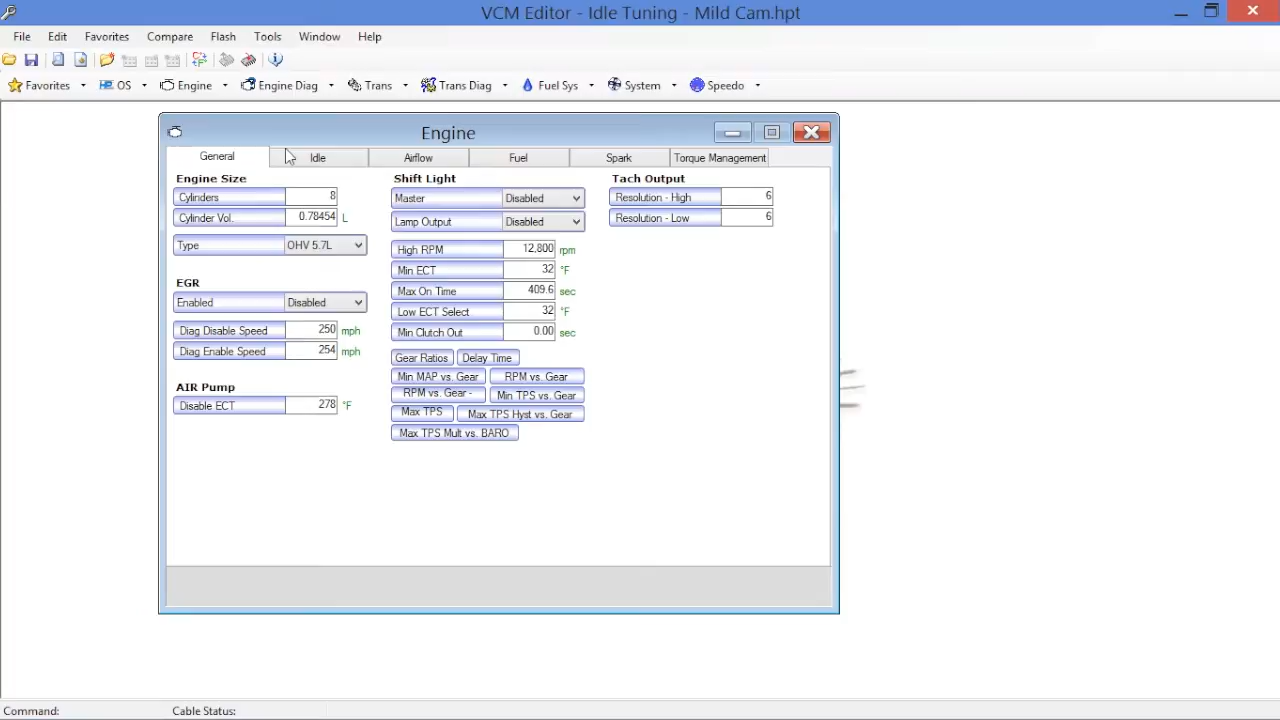 VCM Editor - Idle Tuning - Mild Cam.hpt
File Edit Favorites Compare Flash Tools Window Help
Favorites OS Engine Engine Diag Trans Trans Diag Fuel Sys System Speedo
Engine
General Idle Airflow Fuel Spark Torque Management
Engine Size
Cylinders 8
Cylinder Vol. 0.78454 L
Type OHV 5.7L
EGR
Enabled Disabled
Diag Disable Speed 250 mph
Diag Enable Speed 254 mph
AIR Pump
Disable ECT 278 °F
Shift Light
Master Disabled
Lamp Output Disabled
High RPM 12,800 rpm
Min ECT 32 °F
Max On Time 409.6 sec
Low ECT Select 32 °F
Min Clutch Out 0.00 sec
Gear Ratios Delay Time
Min MAP vs. Gear RPM vs. Gear
RPM vs. Gear - Min TPS vs. Gear
Max TPS Max TPS Hyst vs. Gear
Max TPS Mult vs. BARO
Tach Output
Resolution - High 6
Resolution - Low 6
Command: Cable Status: